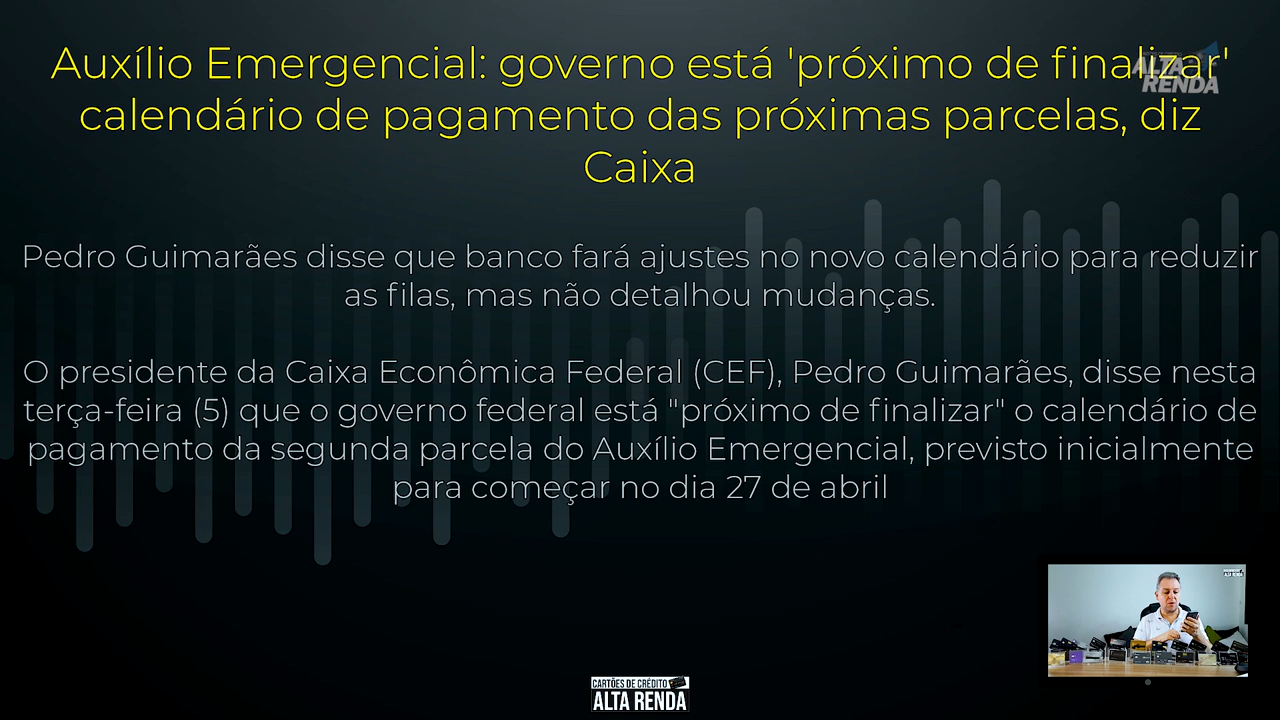 Auxílio Emergencial: governo está 'próximo de finalizar'
ALTA
RENDA
calendário de pagamento das próximas parcelas, diz
Caixa
Pedro Guimarães disse que banco fará ajustes no novo calendário para reduzir
as filas, mas não detalhou mudanças.
O presidente da Caixa Econômica Federal (CEF), Pedro Guimarães, disse nesta
terça-feira (5) que o governo federal está "próximo de finalizar" o calendário de
pagamento da segunda parcela do Auxílio Emergencial, previsto inicialmente
para começar no dia 27 de abril
ALTA RENDA
CARTÕES DE CRÉDITO
ALTA RENDA